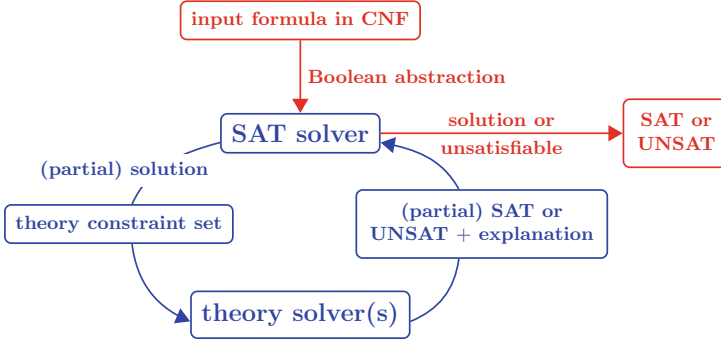 input formula in CNF
Boolean abstraction
SAT solver
solution or
unsatisfiable
SAT or
UNSAT
(partial) solution
theory constraint set
(partial) SAT or
UNSAT + explanation
theory solver(s)